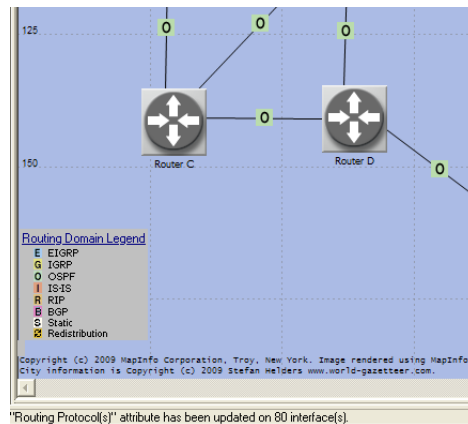 125
O
O
O
O
O
Router C
Router D
150
Routing Domain Legend
E EIGRP
G IGRP
O OSPF
I IS-IS
R RIP
B BGP
S Static
Redistribution
Copyright (c) 2009 MapInfo Corporation, Troy, New York. Image rendered using MapInfo
City information is Copyright (c) 2009 Stefan Helders www.world-gazetteer.com.
"Routing Protocol(s)" attribute has been updated on 80 interface(s).